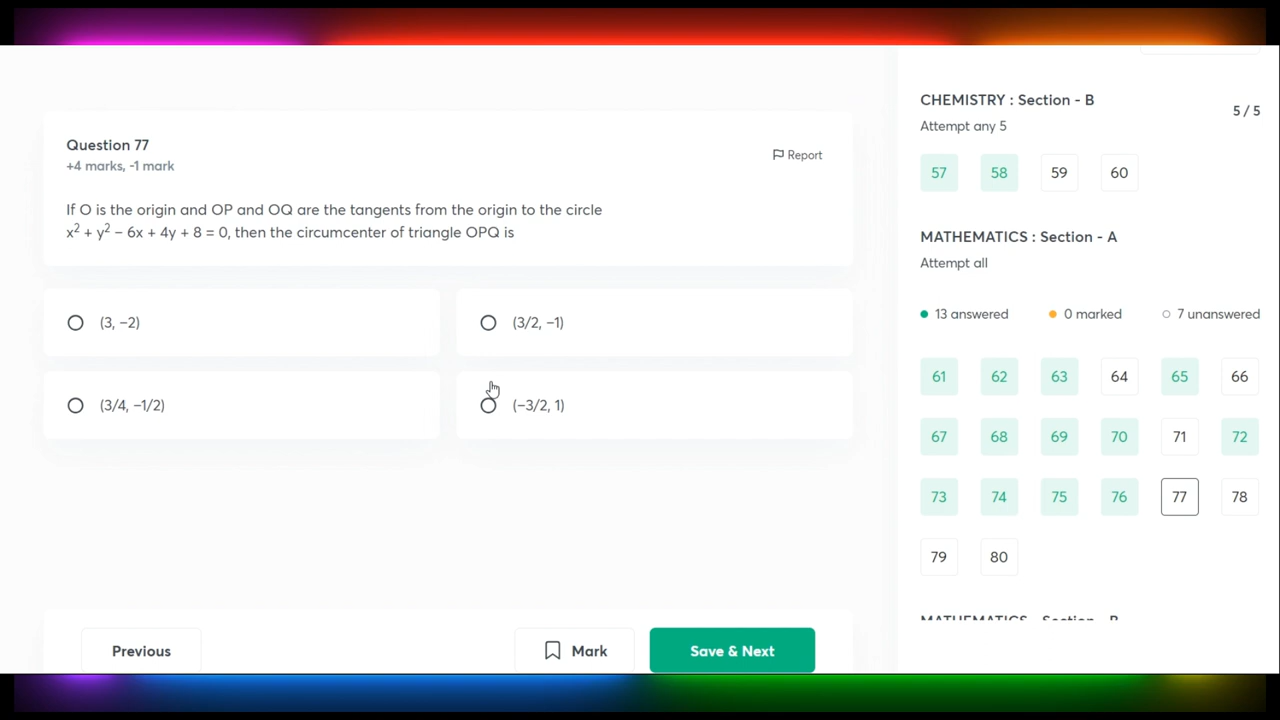 CHEMISTRY : Section - B
5 / 5
Attempt any 5
57 58 59 60
Question 77
+4 marks, -1 mark
Report
If O is the origin and OP and OQ are the tangents from the origin to the circle
x² + y² − 6x + 4y + 8 = 0, then the circumcenter of triangle OPQ is
(3, −2)
(3/2, −1)
(3/4, −1/2)
(−3/2, 1)
MATHEMATICS : Section - A
Attempt all
13 answered 0 marked 7 unanswered
61 62 63 64 65 66
67 68 69 70 71 72
73 74 75 76 77 78
79 80
MATHEMATICS - Section - B
Previous
Mark
Save & Next